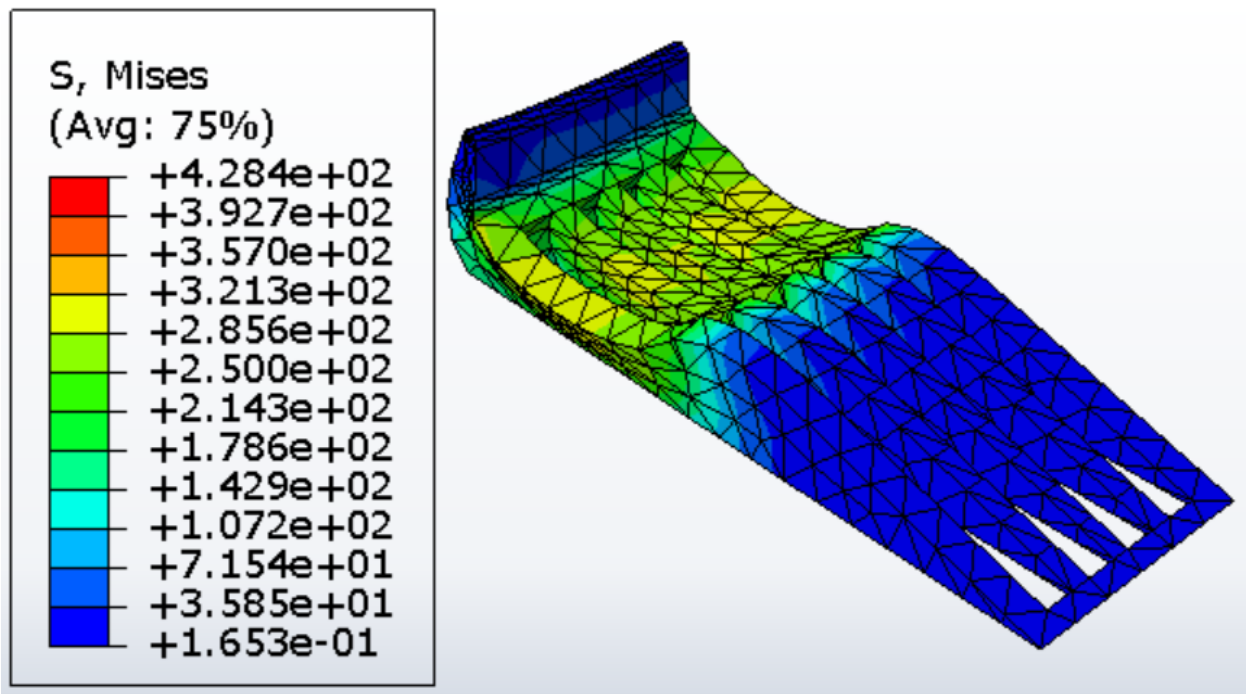 S, Mises
(Avg: 75%)
+4.284e+02
+3.927e+02
+3.570e+02
+3.213e+02
+2.856e+02
+2.500e+02
+2.143e+02
+1.786e+02
+1.429e+02
+1.072e+02
+7.154e+01
+3.585e+01
+1.653e-01